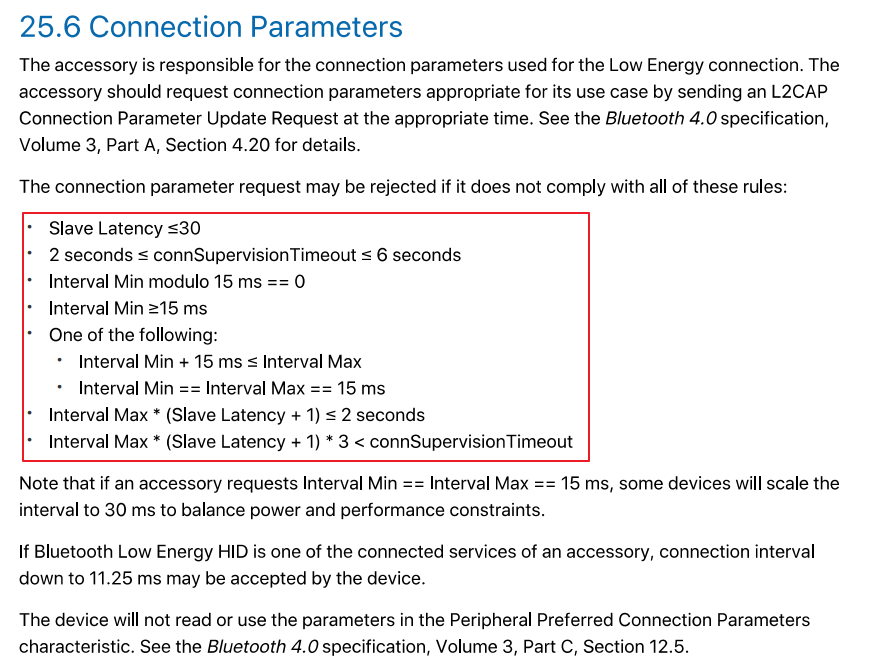 25.6 Connection Parameters
The accessory is responsible for the connection parameters used for the Low Energy connection. The
accessory should request connection parameters appropriate for its use case by sending an L2CAP
Connection Parameter Update Request at the appropriate time. See the Bluetooth 4.0 specification,
Volume 3, Part A, Section 4.20 for details.
The connection parameter request may be rejected if it does not comply with all of these rules:
• Slave Latency ≤30
• 2 seconds ≤ connSupervisionTimeout ≤ 6 seconds
• Interval Min modulo 15 ms == 0
• Interval Min ≥15 ms
• One of the following:
• Interval Min + 15 ms ≤ Interval Max
• Interval Min == Interval Max == 15 ms
• Interval Max * (Slave Latency + 1) ≤ 2 seconds
• Interval Max * (Slave Latency + 1) * 3 < connSupervisionTimeout
Note that if an accessory requests Interval Min == Interval Max == 15 ms, some devices will scale the
interval to 30 ms to balance power and performance constraints.
If Bluetooth Low Energy HID is one of the connected services of an accessory, connection interval
down to 11.25 ms may be accepted by the device.
The device will not read or use the parameters in the Peripheral Preferred Connection Parameters
characteristic. See the Bluetooth 4.0 specification, Volume 3, Part C, Section 12.5.